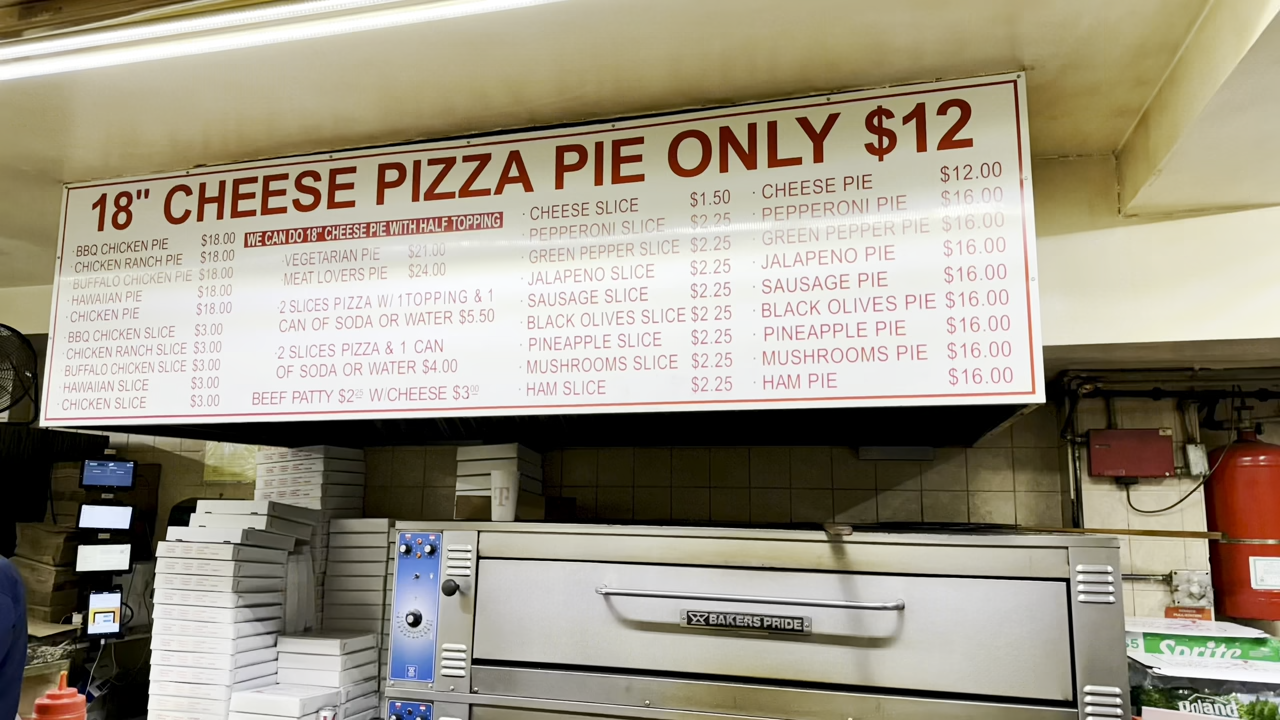 18" CHEESE PIZZA PIE ONLY $12
· BBQ CHICKEN PIE $18.00
· CHICKEN RANCH PIE $18.00
· BUFFALO CHICKEN PIE $18.00
· HAWAIIAN PIE $18.00
· CHICKEN PIE $18.00
· BBQ CHICKEN SLICE $3.00
· CHICKEN RANCH SLICE $3.00
· BUFFALO CHICKEN SLICE $3.00
· HAWAIIAN SLICE $3.00
· CHICKEN SLICE $3.00
WE CAN DO 18" CHEESE PIE WITH HALF TOPPING
· VEGETARIAN PIE $21.00
· MEAT LOVERS PIE $24.00
· 2 SLICES PIZZA W/ 1 TOPPING & 1
CAN OF SODA OR WATER $5.50
· 2 SLICES PIZZA & 1 CAN
OF SODA OR WATER $4.00
BEEF PATTY $2.25 W/CHEESE $3.00
· CHEESE SLICE $1.50
· PEPPERONI SLICE $2.25
· GREEN PEPPER SLICE $2.25
· JALAPENO SLICE $2.25
· SAUSAGE SLICE $2.25
· BLACK OLIVES SLICE $2.25
· PINEAPPLE SLICE $2.25
· MUSHROOMS SLICE $2.25
· HAM SLICE $2.25
· CHEESE PIE $12.00
· PEPPERONI PIE $16.00
· GREEN PEPPER PIE $16.00
· JALAPENO PIE $16.00
· SAUSAGE PIE $16.00
· BLACK OLIVES PIE $16.00
· PINEAPPLE PIE $16.00
· MUSHROOMS PIE $16.00
· HAM PIE $16.00
T
BAKERS PRIDE
Sprite
Poland